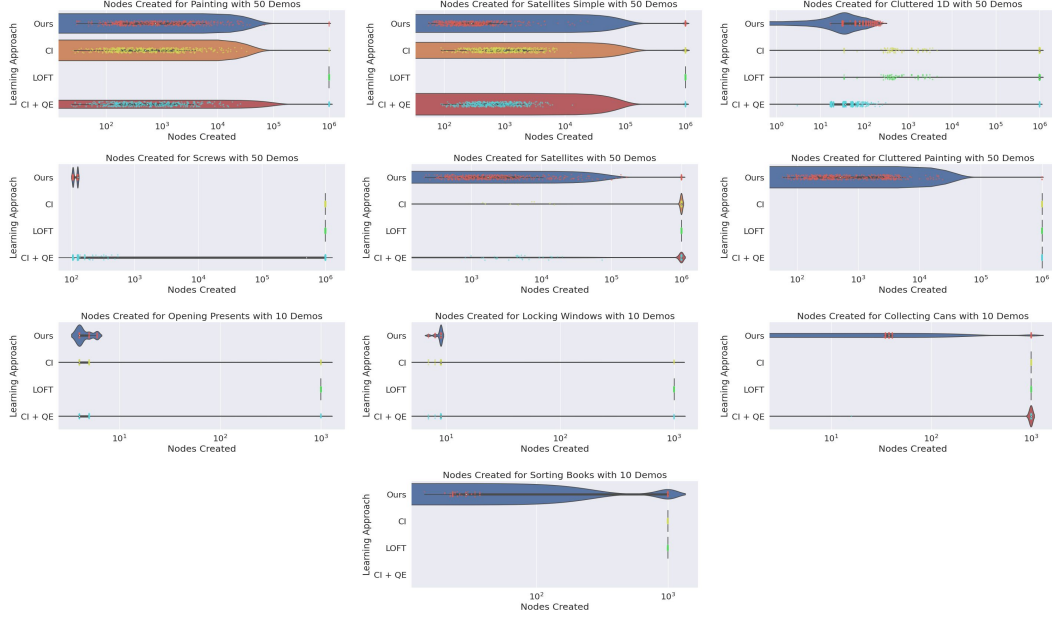 Nodes Created for Painting with 50 Demos
Learning Approach
Ours
CI
LOFT
CI + QE
10² 10³ 10⁴ 10⁵ 10⁶
Nodes Created
Nodes Created for Satellites Simple with 50 Demos
Learning Approach
Ours
CI
LOFT
CI + QE
10² 10³ 10⁴ 10⁵ 10⁶
Nodes Created
Nodes Created for Cluttered 1D with 50 Demos
Learning Approach
Ours
CI
LOFT
CI + QE
10⁰ 10¹ 10² 10³ 10⁴ 10⁵ 10⁶
Nodes Created
Nodes Created for Screws with 50 Demos
Learning Approach
Ours
CI
LOFT
CI + QE
10² 10³ 10⁴ 10⁵ 10⁶
Nodes Created
Nodes Created for Satellites with 50 Demos
Learning Approach
Ours
CI
LOFT
CI + QE
10² 10³ 10⁴ 10⁵ 10⁶
Nodes Created
Nodes Created for Cluttered Painting with 50 Demos
Learning Approach
Ours
CI
LOFT
CI + QE
10² 10³ 10⁴ 10⁵ 10⁶
Nodes Created
Nodes Created for Opening Presents with 10 Demos
Learning Approach
Ours
CI
LOFT
CI + QE
10¹ 10² 10³
Nodes Created
Nodes Created for Locking Windows with 10 Demos
Learning Approach
Ours
CI
LOFT
CI + QE
10¹ 10² 10³
Nodes Created
Nodes Created for Collecting Cans with 10 Demos
Learning Approach
Ours
CI
LOFT
CI + QE
10¹ 10² 10³
Nodes Created
Nodes Created for Sorting Books with 10 Demos
Learning Approach
Ours
CI
LOFT
CI + QE
10² 10³
Nodes Created